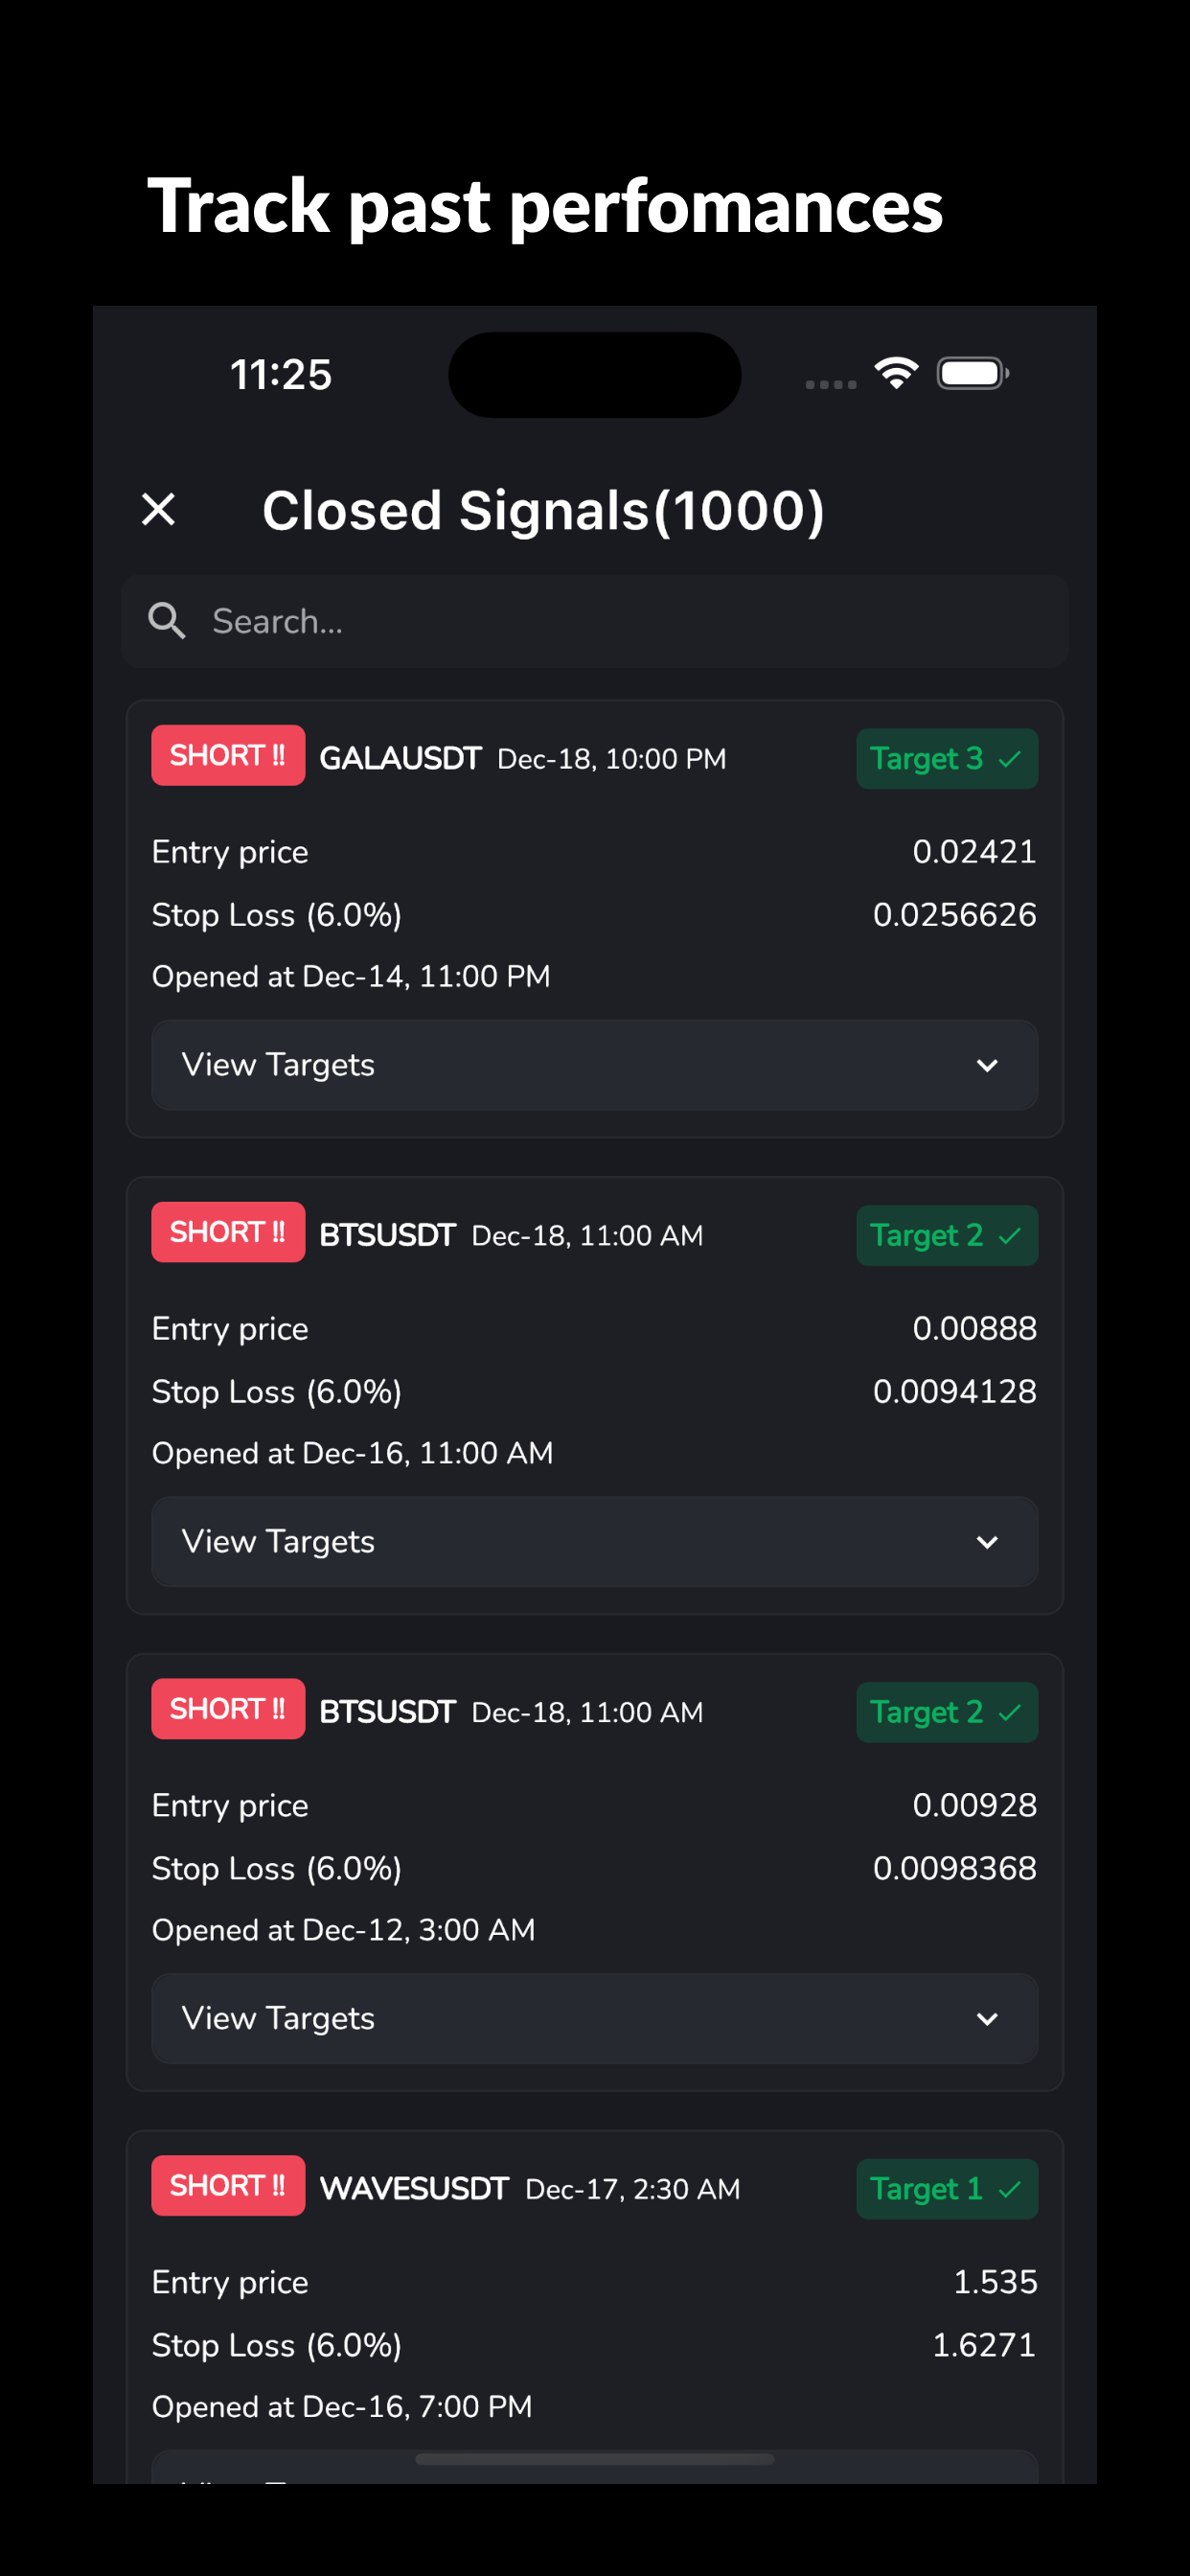 Track past perfomances
11:25
Closed Signals(1000)
Search...
SHORT !! GALAUSDT Dec-18, 10:00 PM Target 3 ✓
Entry price 0.02421
Stop Loss (6.0%) 0.0256626
Opened at Dec-14, 11:00 PM
View Targets
SHORT !! BTSUSDT Dec-18, 11:00 AM Target 2 ✓
Entry price 0.00888
Stop Loss (6.0%) 0.0094128
Opened at Dec-16, 11:00 AM
View Targets
SHORT !! BTSUSDT Dec-18, 11:00 AM Target 2 ✓
Entry price 0.00928
Stop Loss (6.0%) 0.0098368
Opened at Dec-12, 3:00 AM
View Targets
SHORT !! WAVESUSDT Dec-17, 2:30 AM Target 1 ✓
Entry price 1.535
Stop Loss (6.0%) 1.6271
Opened at Dec-16, 7:00 PM